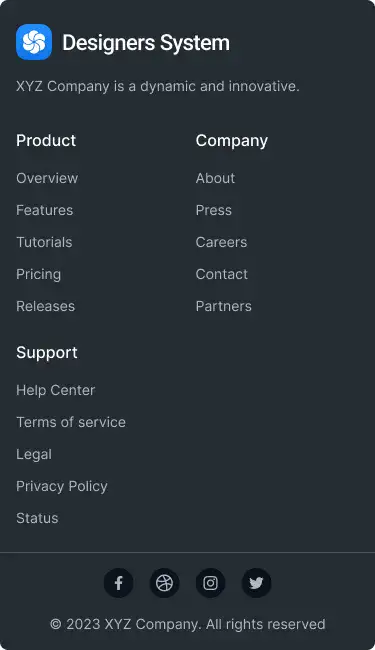 Designers System
XYZ Company is a dynamic and innovative.
Product
Overview
Features
Tutorials
Pricing
Releases
Company
About
Press
Careers
Contact
Partners
Support
Help Center
Terms of service
Legal
Privacy Policy
Status
© 2023 XYZ Company. All rights reserved